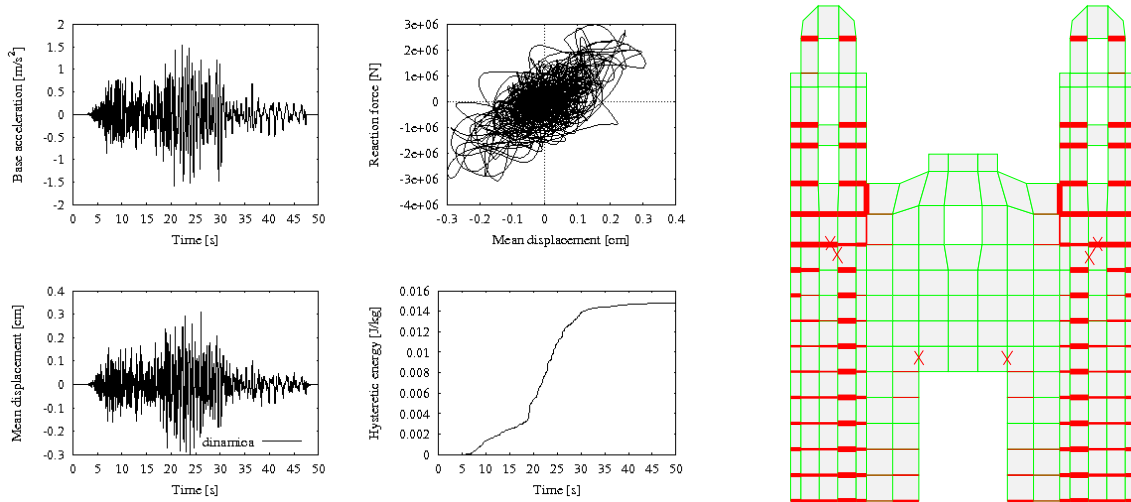 2
1.5
1
0.5
0
-0.5
-1
-1.5
-2
0 5 10 15 20 25 30 35 40 45 50
Base acceleration [m/s²]
Time [s]
3e+06
2e+06
1e+06
0
-1e+06
-2e+06
-3e+06
-4e+06
-0.3 -0.2 -0.1 0 0.1 0.2 0.3 0.4
Reaction force [N]
Mean displacement [cm]
0.4
0.3
0.2
0.1
0
-0.1
-0.2
-0.3
0 5 10 15 20 25 30 35 40 45 50
Mean displacement [cm]
dinamica
Time [s]
0.016
0.014
0.012
0.01
0.008
0.006
0.004
0.002
0
0 5 10 15 20 25 30 35 40 45 50
Hysteretic energy [J/kg]
Time [s]